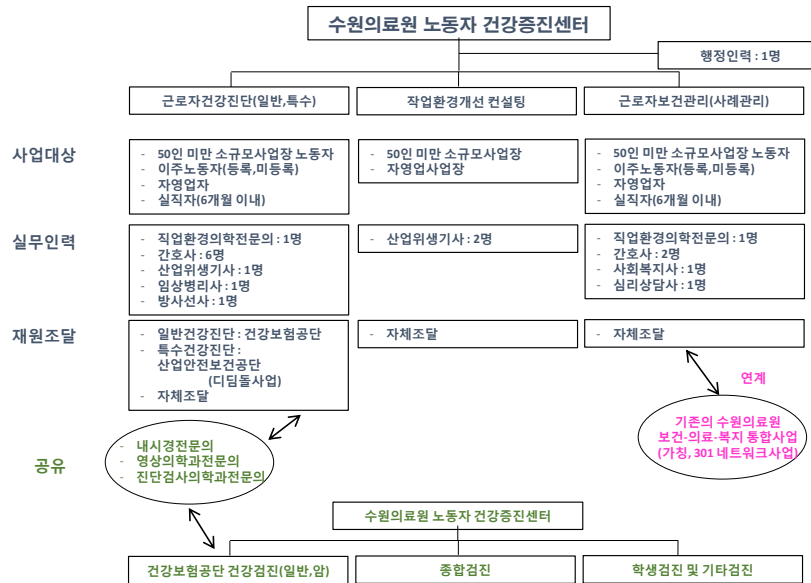 수원의료원 노동자 건강증진센터
행정인력 : 1명
근로자건강진단(일반,특수)
작업환경개선 컨설팅
근로자보건관리(사례관리)
사업대상
- 50인 미만 소규모사업장 노동자
- 이주노동자(등록,미등록)
- 자영업자
- 실직자(6개월 이내)
- 50인 미만 소규모사업장
- 자영업사업장
- 50인 미만 소규모사업장 노동자
- 이주노동자(등록,미등록)
- 자영업자
- 실직자(6개월 이내)
실무인력
- 직업환경의학전문의 : 1명
- 간호사 : 6명
- 산업위생기사 : 1명
- 임상병리사 : 1명
- 방사선사 : 1명
- 산업위생기사 : 2명
- 직업환경의학전문의 : 1명
- 간호사 : 2명
- 사회복지사 : 1명
- 심리상담사 : 1명
재원조달
- 일반건강진단 : 건강보험공단
- 특수건강진단 :
산업안전보건공단
(디딤돌사업)
- 자체조달
- 자체조달
- 자체조달
연계
기존의 수원의료원
보건-의료-복지 통합사업
(가칭, 301 네트워크사업)
공유
- 내시경전문의
- 영상의학과전문의
- 진단검사의학과전문의
수원의료원 노동자 건강증진센터
건강보험공단 건강검진(일반,암)
종합검진
학생검진 및 기타검진